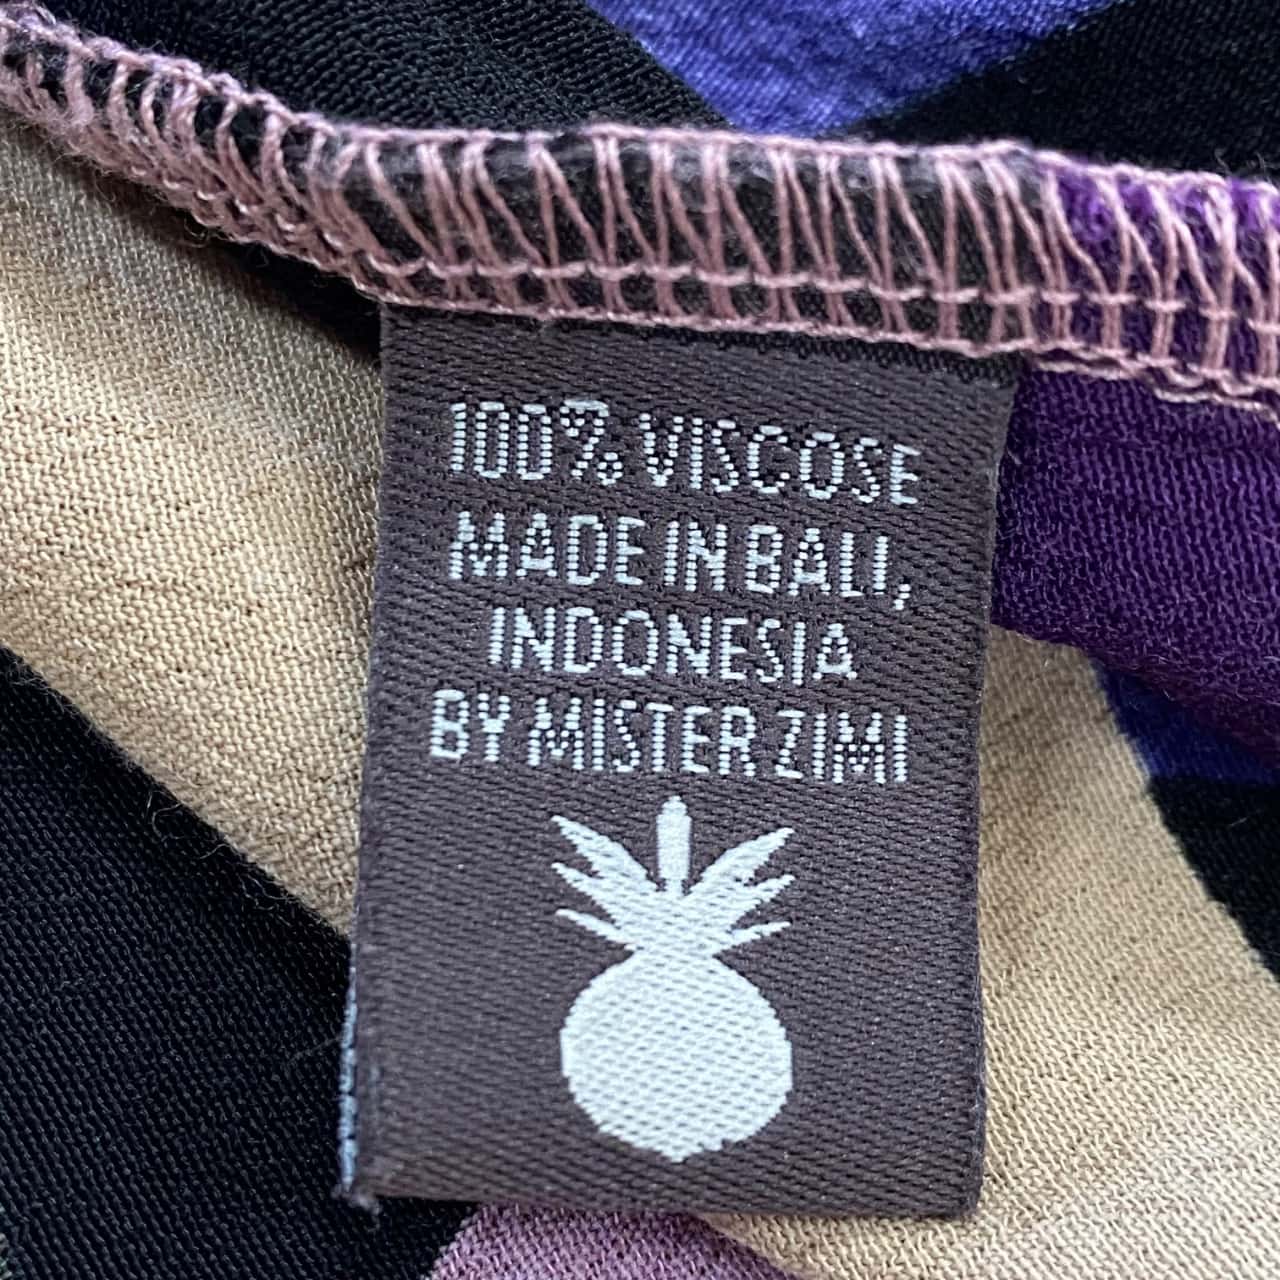 100% VISCOSE
MADE IN BALI,
INDONESIA
BY MISTER ZIMI